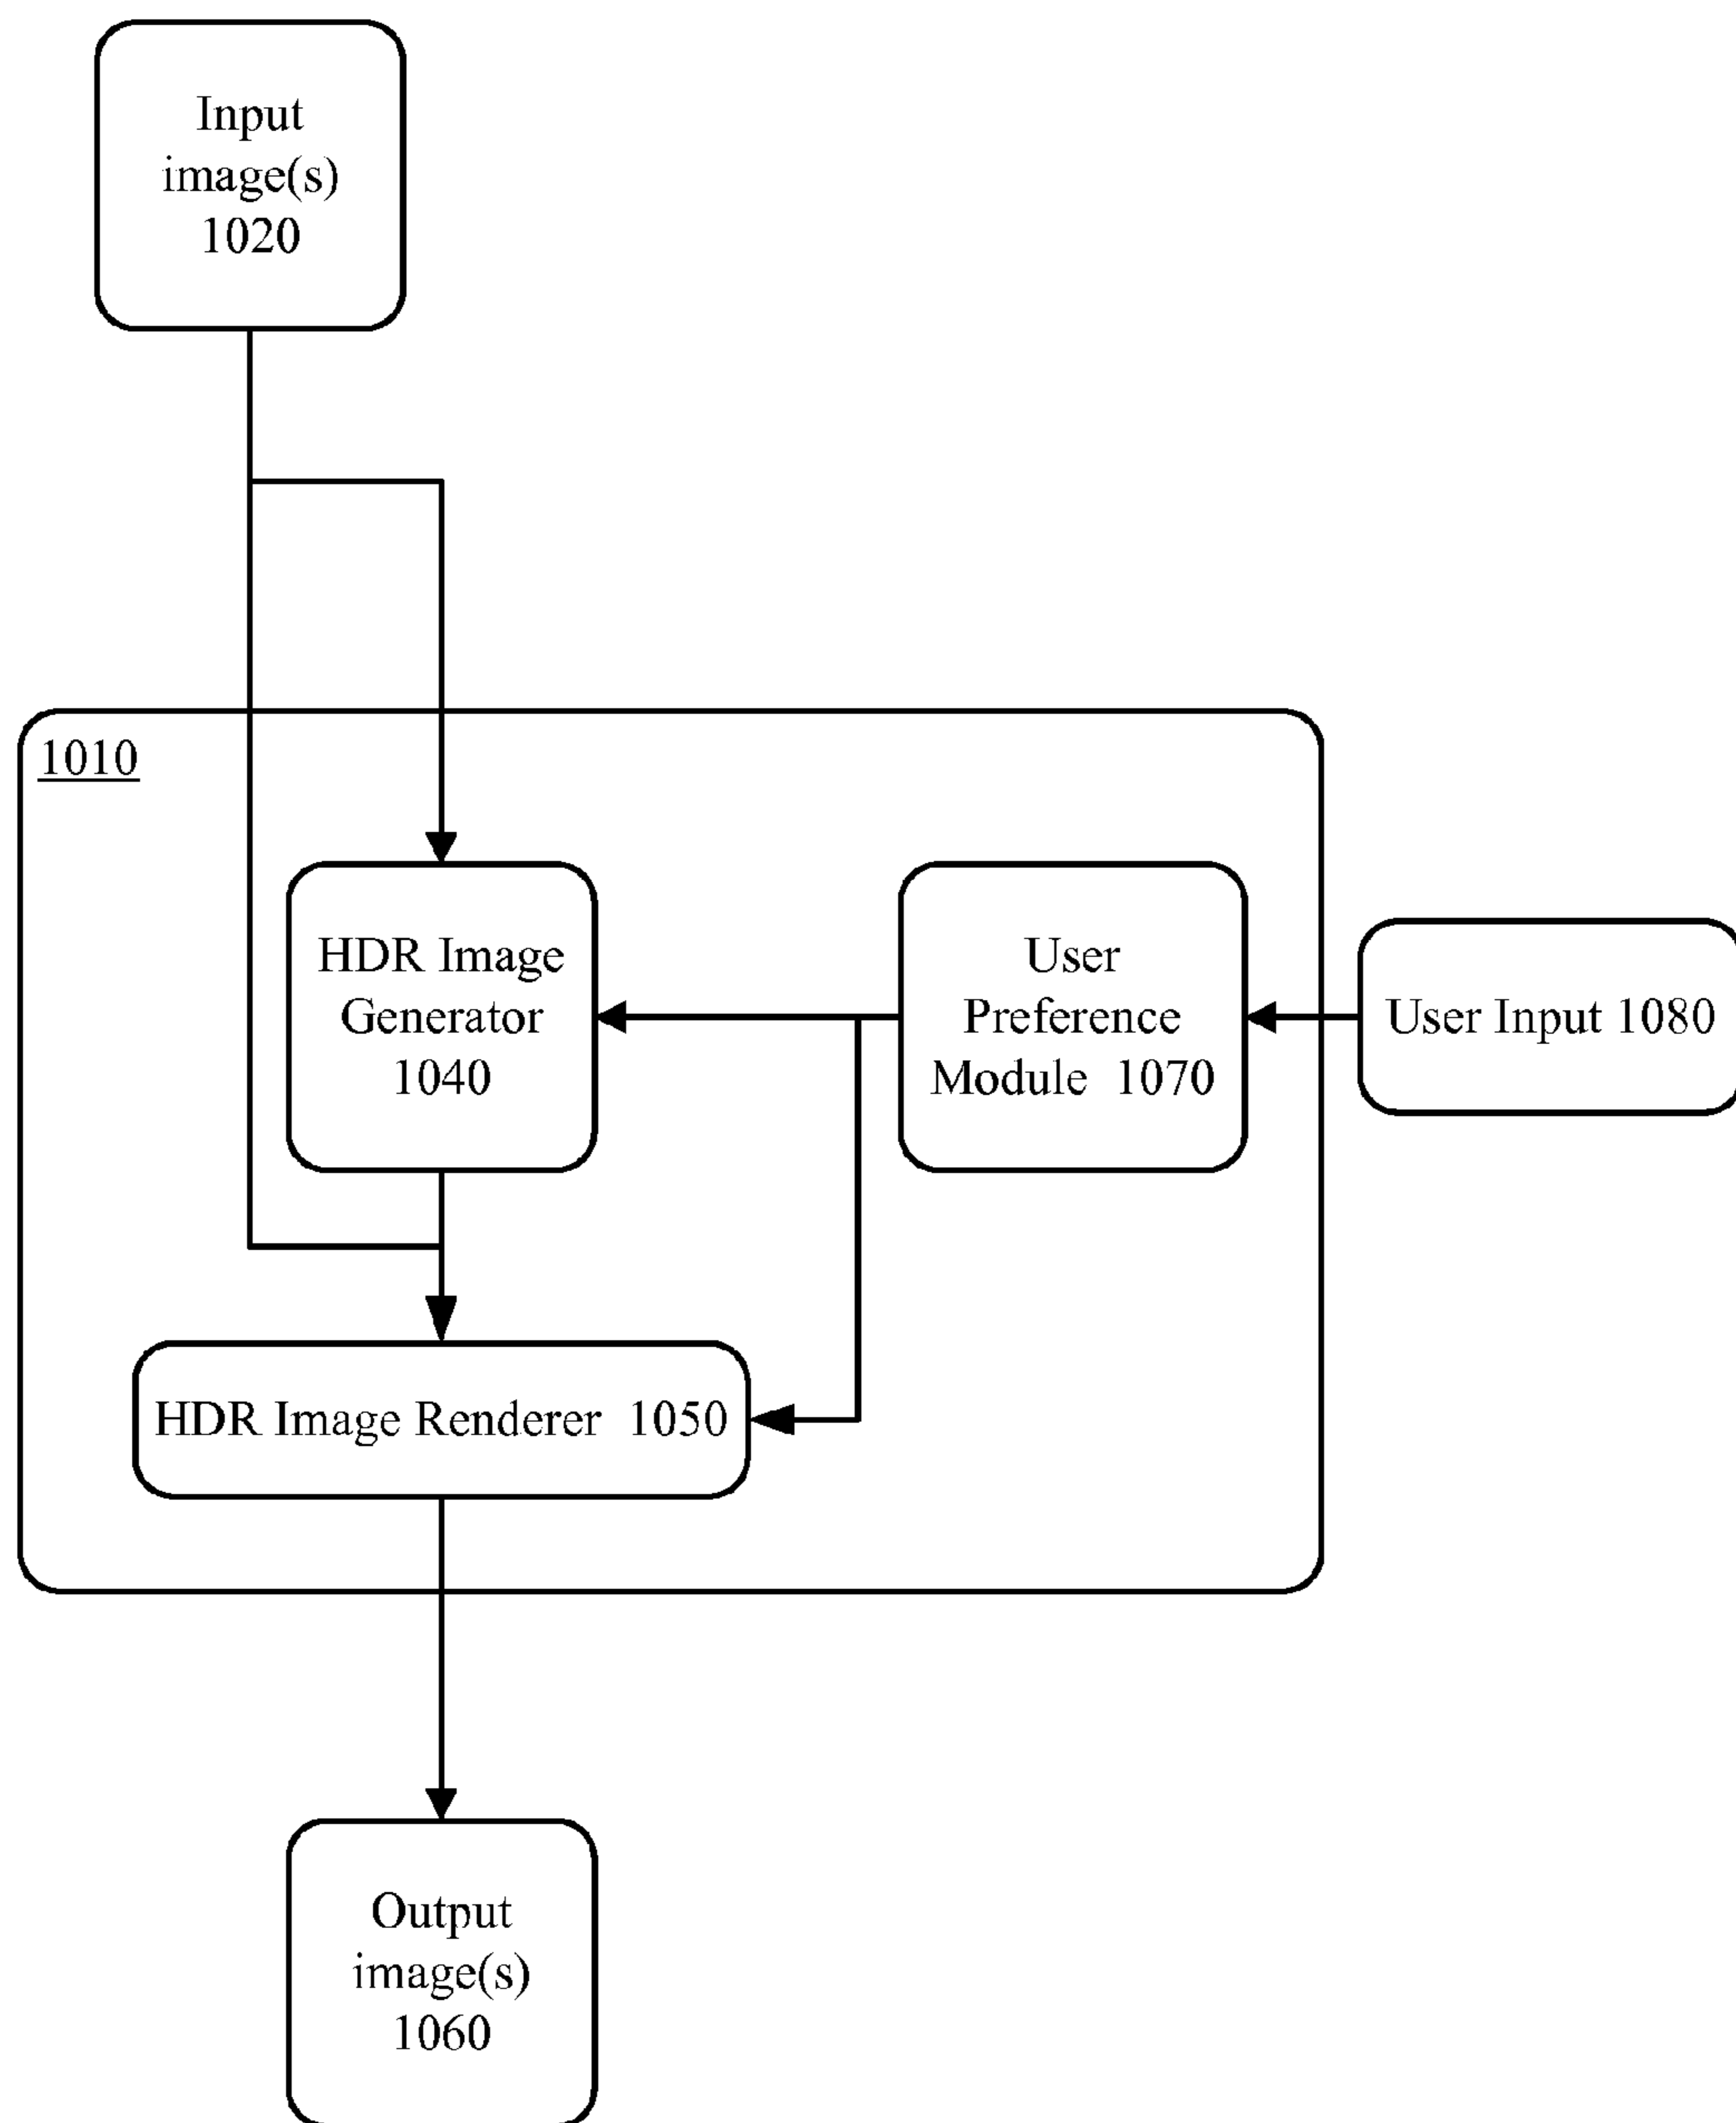 Input
image(s)
1020
1010
HDR Image
Generator
1040
User
Preference
Module 1070
User Input 1080
HDR Image Renderer 1050
Output
image(s)
1060